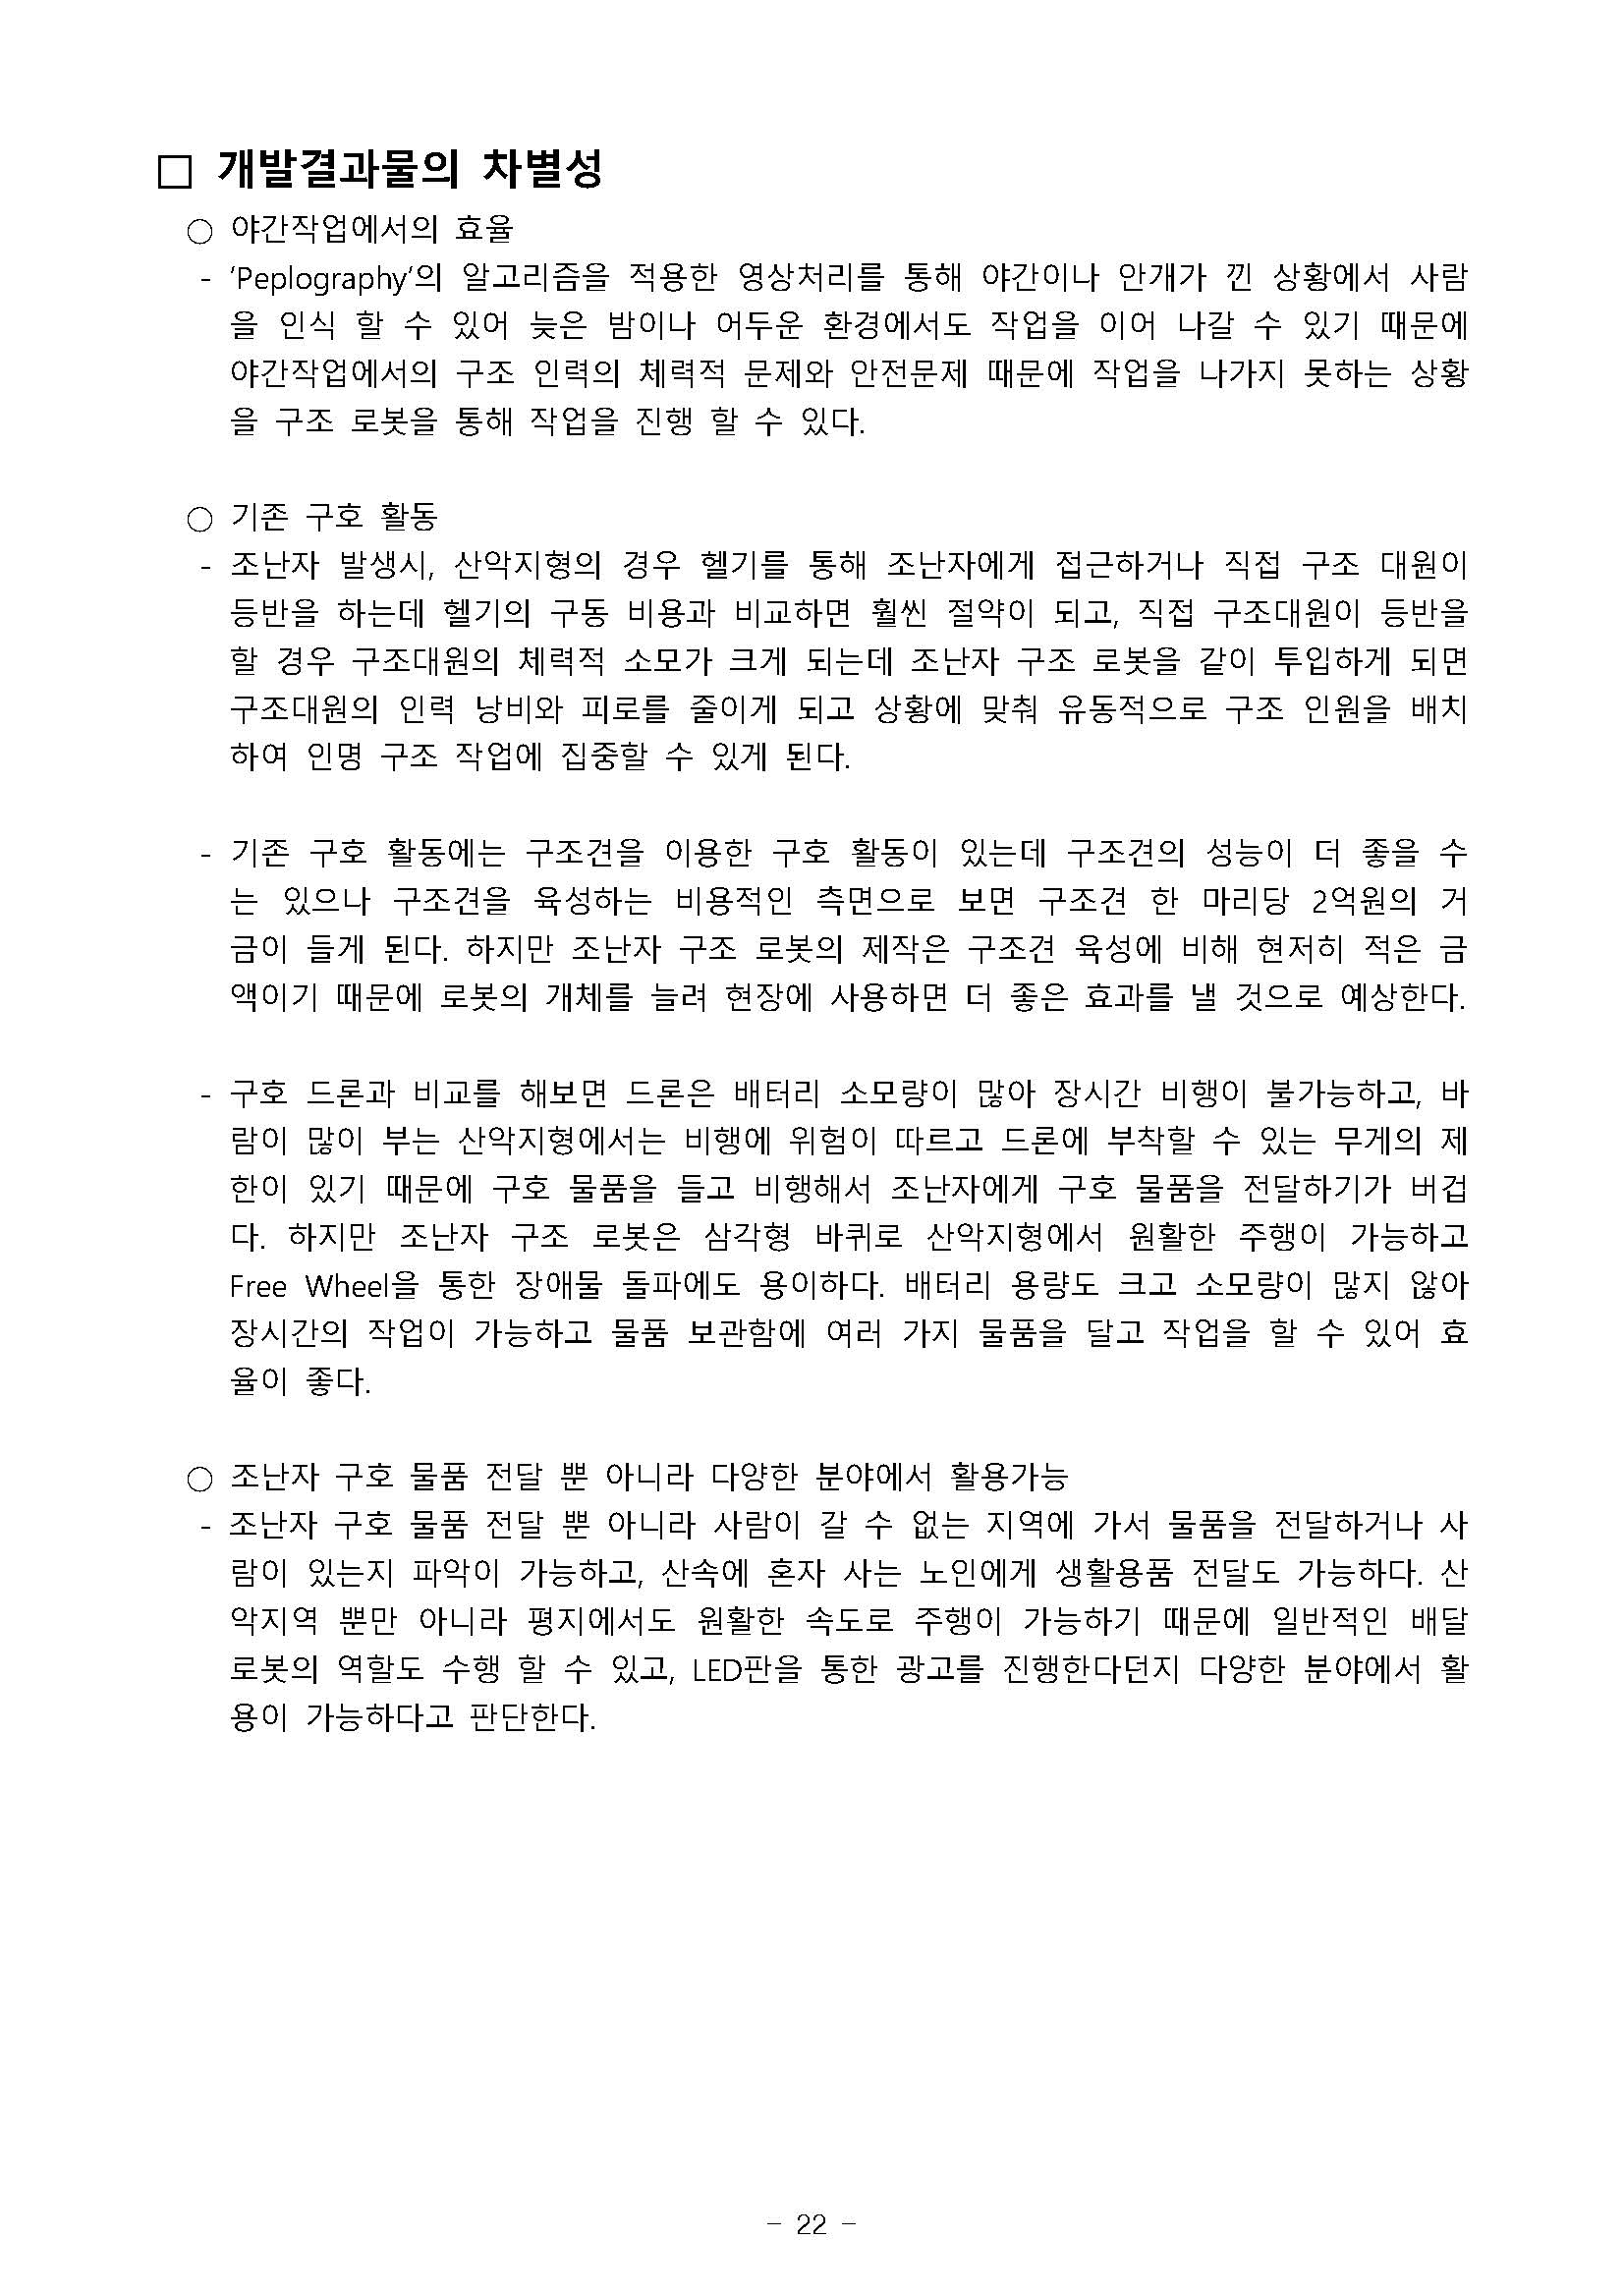 □ 개발결과물의 차별성
○ 야간작업에서의 효율
- ‘Peplography’의 알고리즘을 적용한 영상처리를 통해 야간이나 안개가 낀 상황에서 사람
을 인식 할 수 있어 늦은 밤이나 어두운 환경에서도 작업을 이어 나갈 수 있기 때문에
야간작업에서의 구조 인력의 체력적 문제와 안전문제 때문에 작업을 나가지 못하는 상황
을 구조 로봇을 통해 작업을 진행 할 수 있다.
○ 기존 구호 활동
- 조난자 발생시, 산악지형의 경우 헬기를 통해 조난자에게 접근하거나 직접 구조 대원이
등반을 하는데 헬기의 구동 비용과 비교하면 훨씬 절약이 되고, 직접 구조대원이 등반을
할 경우 구조대원의 체력적 소모가 크게 되는데 조난자 구조 로봇을 같이 투입하게 되면
구조대원의 인력 낭비와 피로를 줄이게 되고 상황에 맞춰 유동적으로 구조 인원을 배치
하여 인명 구조 작업에 집중할 수 있게 된다.
- 기존 구호 활동에는 구조견을 이용한 구호 활동이 있는데 구조견의 성능이 더 좋을 수
는 있으나 구조견을 육성하는 비용적인 측면으로 보면 구조견 한 마리당 2억원의 거
금이 들게 된다. 하지만 조난자 구조 로봇의 제작은 구조견 육성에 비해 현저히 적은 금
액이기 때문에 로봇의 개체를 늘려 현장에 사용하면 더 좋은 효과를 낼 것으로 예상한다.
- 구호 드론과 비교를 해보면 드론은 배터리 소모량이 많아 장시간 비행이 불가능하고, 바
람이 많이 부는 산악지형에서는 비행에 위험이 따르고 드론에 부착할 수 있는 무게의 제
한이 있기 때문에 구호 물품을 들고 비행해서 조난자에게 구호 물품을 전달하기가 버겁
다. 하지만 조난자 구조 로봇은 삼각형 바퀴로 산악지형에서 원활한 주행이 가능하고
Free Wheel을 통한 장애물 돌파에도 용이하다. 배터리 용량도 크고 소모량이 많지 않아
장시간의 작업이 가능하고 물품 보관함에 여러 가지 물품을 달고 작업을 할 수 있어 효
율이 좋다.
○ 조난자 구호 물품 전달 뿐 아니라 다양한 분야에서 활용가능
- 조난자 구호 물품 전달 뿐 아니라 사람이 갈 수 없는 지역에 가서 물품을 전달하거나 사
람이 있는지 파악이 가능하고, 산속에 혼자 사는 노인에게 생활용품 전달도 가능하다. 산
악지역 뿐만 아니라 평지에서도 원활한 속도로 주행이 가능하기 때문에 일반적인 배달
로봇의 역할도 수행 할 수 있고, LED판을 통한 광고를 진행한다던지 다양한 분야에서 활
용이 가능하다고 판단한다.
- 22 -